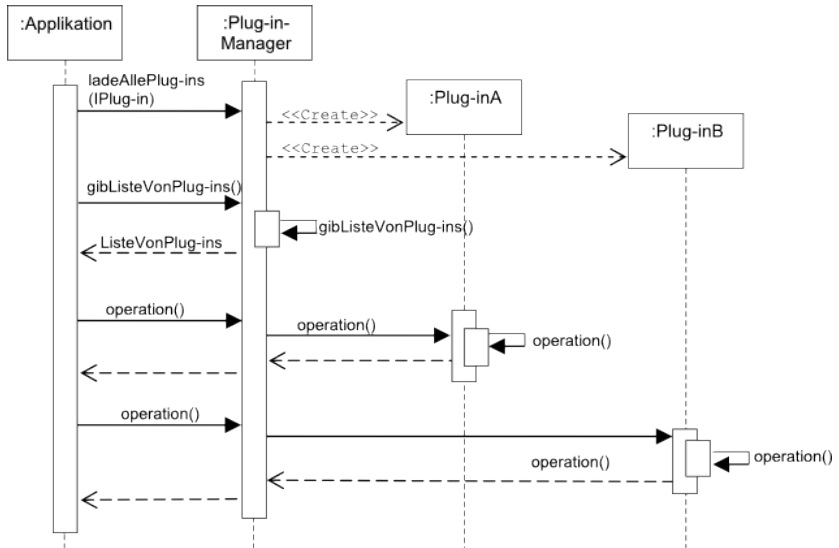 :Applikation
:Plug-in-
Manager
ladeAllePlug-ins
(IPlug-in)
:Plug-inA
<<Create>>
:Plug-inB
<<Create>>
gibListeVonPlug-ins()
gibListeVonPlug-ins()
ListeVonPlug-ins
operation()
operation()
operation()
operation()
operation()
operation()